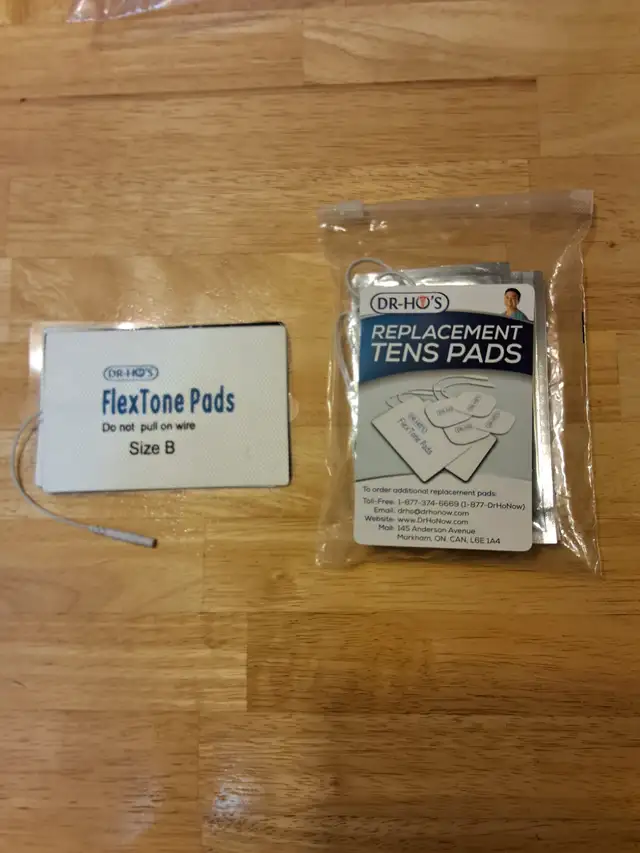 DR-HO'S
FlexTone Pads
Do not pull on wire
Size B
DR-HO'S
REPLACEMENT
TENS PADS
DR-HO'S
FlexTone Pads
To order additional replacement pads:
Toll-Free: 1-877-374-6669 (1-877-DrHoNow)
Email: drho@drhonow.com
Website: www.DrHoNow.com
Mail: 145 Anderson Avenue
Markham, ON, CAN, L6E 1A4